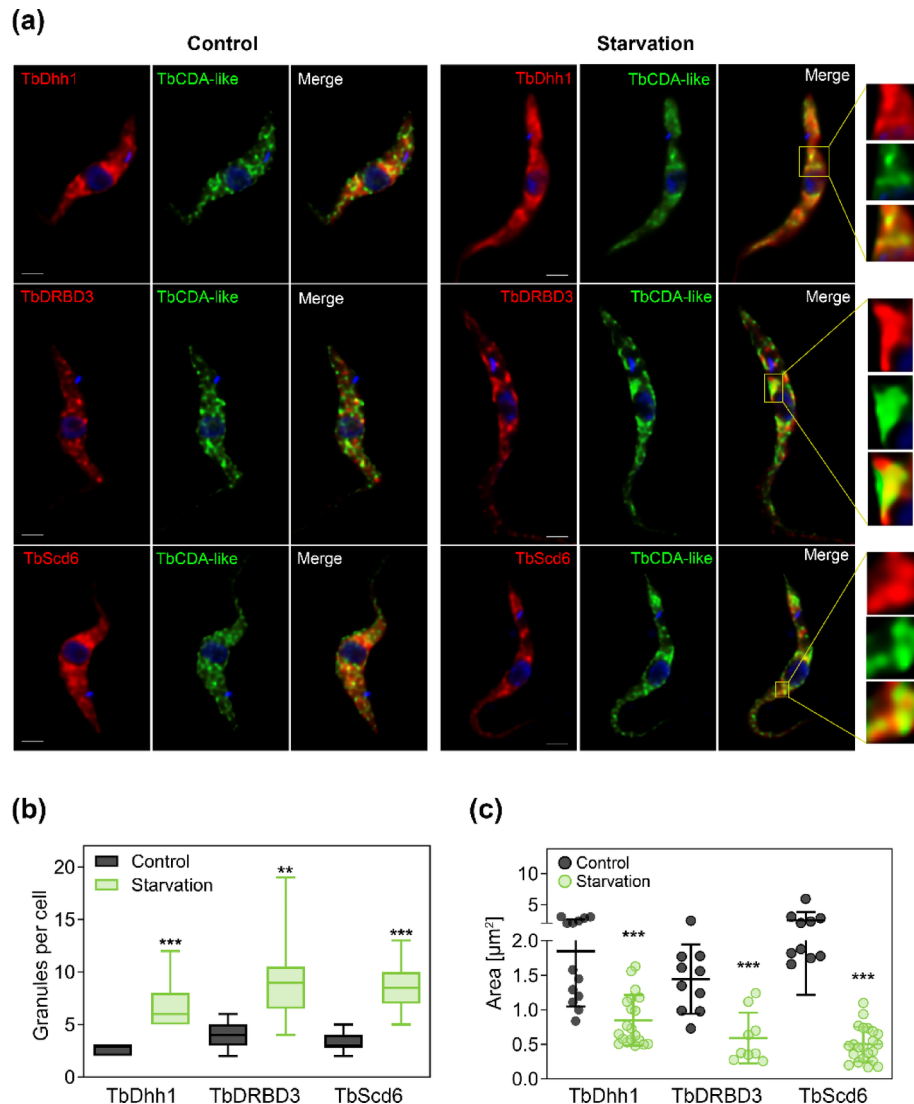 (a)
Control
Starvation
TbDhh1 TbCDA-like Merge
TbDhh1 TbCDA-like Merge
TbDRBD3 TbCDA-like Merge
TbDRBD3 TbCDA-like Merge
TbScd6 TbCDA-like Merge
TbScd6 TbCDA-like Merge
(b)
Granules per cell
20
15
10
5
0
Control
Starvation
***
**
***
TbDhh1 TbDRBD3 TbScd6
(c)
Area [µm²]
10
5
2.0
1.5
1.0
0.5
0.0
Control
Starvation
***
***
***
TbDhh1 TbDRBD3 TbScd6